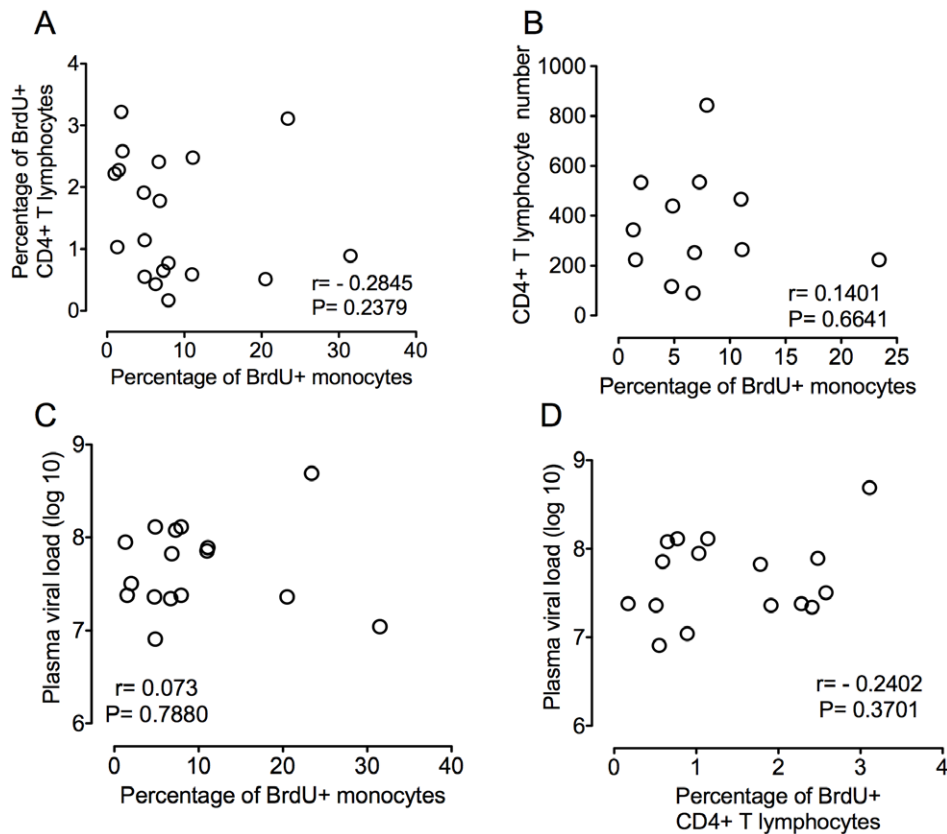 A
Percentage of BrdU+
CD4+ T lymphocytes
4
3
2
1
0
r= - 0.2845
P= 0.2379
0 10 20 30 40
Percentage of BrdU+ monocytes
B
CD4+ T lymphocyte number
1000
800
600
400
200
0
r= 0.1401
P= 0.6641
0 5 10 15 20 25
Percentage of BrdU+ monocytes
C
Plasma viral load (log 10)
9
8
7
6
r= 0.073
P= 0.7880
0 10 20 30 40
Percentage of BrdU+ monocytes
D
Plasma viral load (log 10)
9
8
7
6
r= - 0.2402
P= 0.3701
0 1 2 3 4
Percentage of BrdU+
CD4+ T lymphocytes